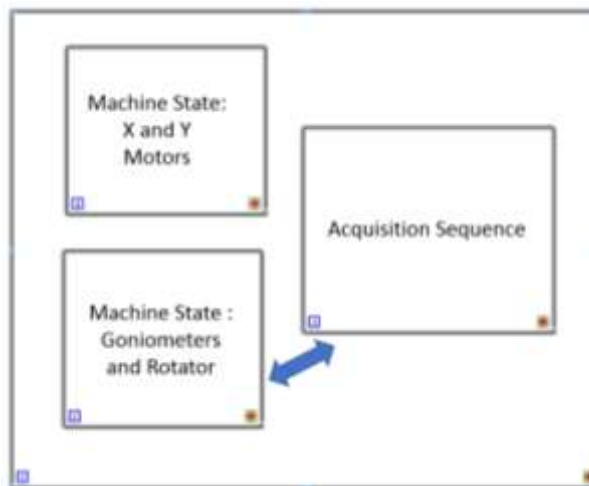 Machine State:
X and Y
Motors
Acquisition Sequence
Machine State :
Goniometers
and Rotator